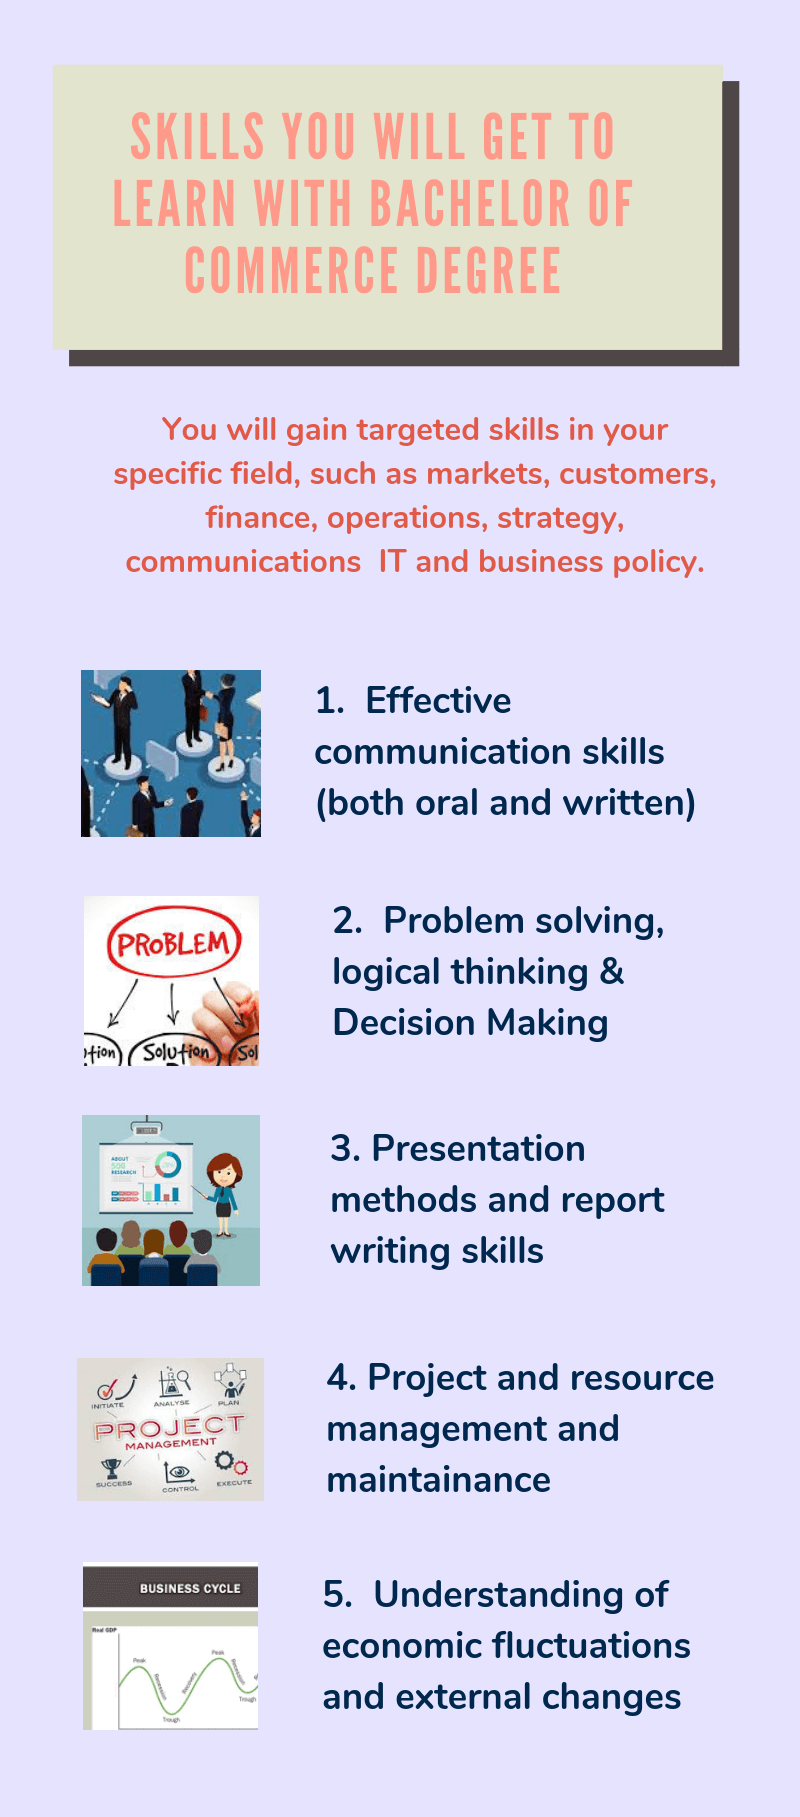 SKILLS YOU WILL GET TO
LEARN WITH BACHELOR OF
COMMERCE DEGREE
You will gain targeted skills in your
specific field, such as markets, customers,
finance, operations, strategy,
communications  IT and business policy.
1.  Effective
communication skills
(both oral and written)
PROBLEM
Solution
2.  Problem solving,
logical thinking &
Decision Making
ABOUT
500
RESEARCH
3. Presentation
methods and report
writing skills
INITIATE
ANALYSE
PLAN
PROJECT
MANAGEMENT
SUCCESS
CONTROL
EXECUTE
4. Project and resource
management and
maintainance
BUSINESS CYCLE
Real GDP
Peak
Recession
Trough
Recovery
Peak
Recession
Trough
5.  Understanding of
economic fluctuations
and external changes